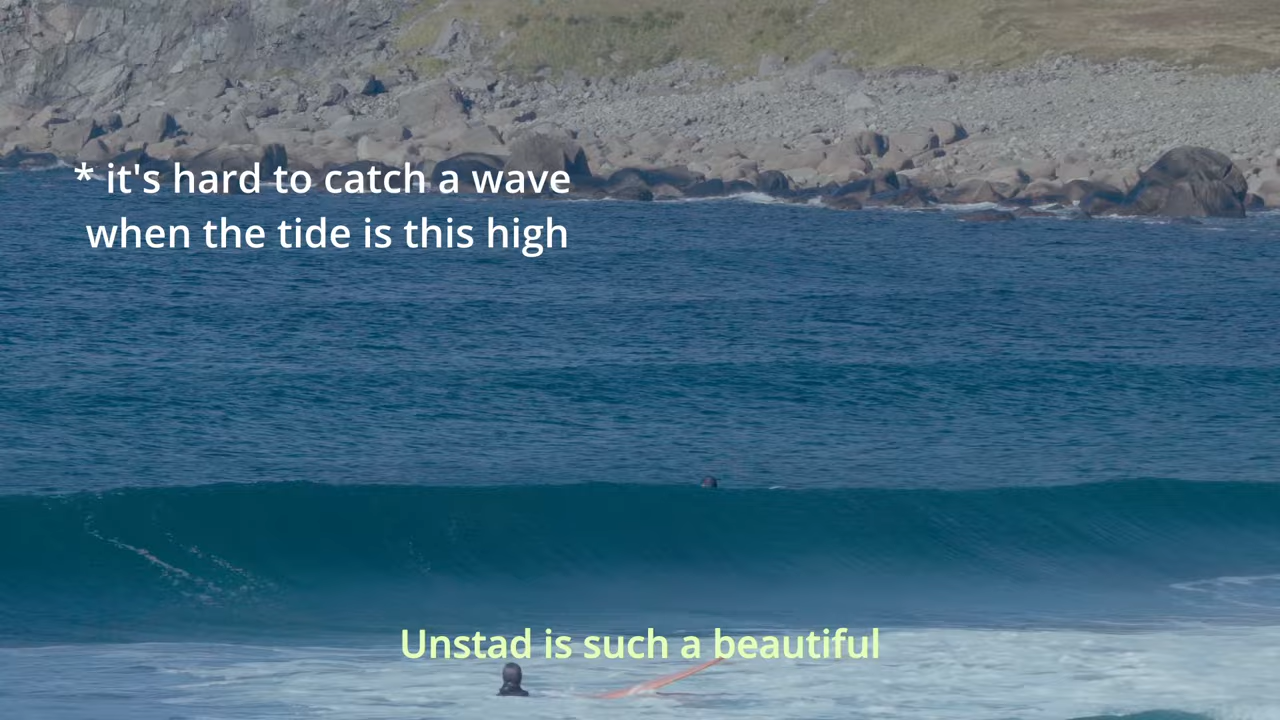 * it's hard to catch a wave
when the tide is this high
Unstad is such a beautiful